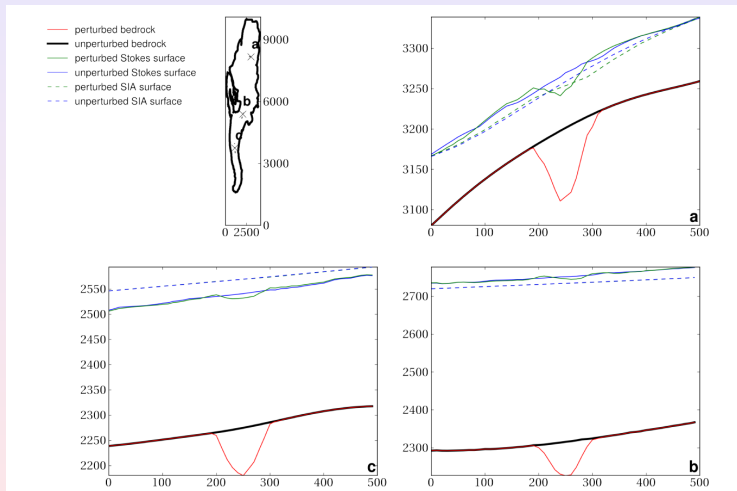 perturbed bedrock
unperturbed bedrock
perturbed Stokes surface
unperturbed Stokes surface
perturbed SIA surface
unperturbed SIA surface
a
b
c
9000
6000
3000
0
0 2500
3300
3250
3200
3150
3100
0 100 200 300 400 500
a
2550
2500
2450
2400
2350
2300
2250
2200
0 100 200 300 400 500
c
2700
2600
2500
2400
2300
0 100 200 300 400 500
b